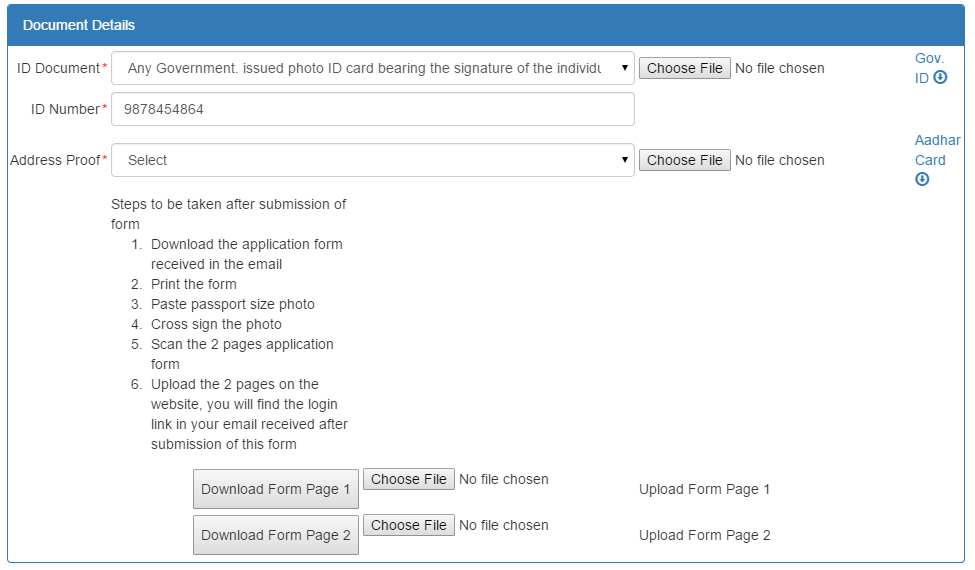 Document Details
ID Document* Any Government. issued photo ID card bearing the signature of the individu Choose File No file chosen Gov.
ID
ID Number* 9878454864
Address Proof* Select Choose File No file chosen Aadhar
Card
Steps to be taken after submission of
form
1. Download the application form
received in the email
2. Print the form
3. Paste passport size photo
4. Cross sign the photo
5. Scan the 2 pages application
form
6. Upload the 2 pages on the
website, you will find the login
link in your email received after
submission of this form
Download Form Page 1 Choose File No file chosen Upload Form Page 1
Download Form Page 2 Choose File No file chosen Upload Form Page 2